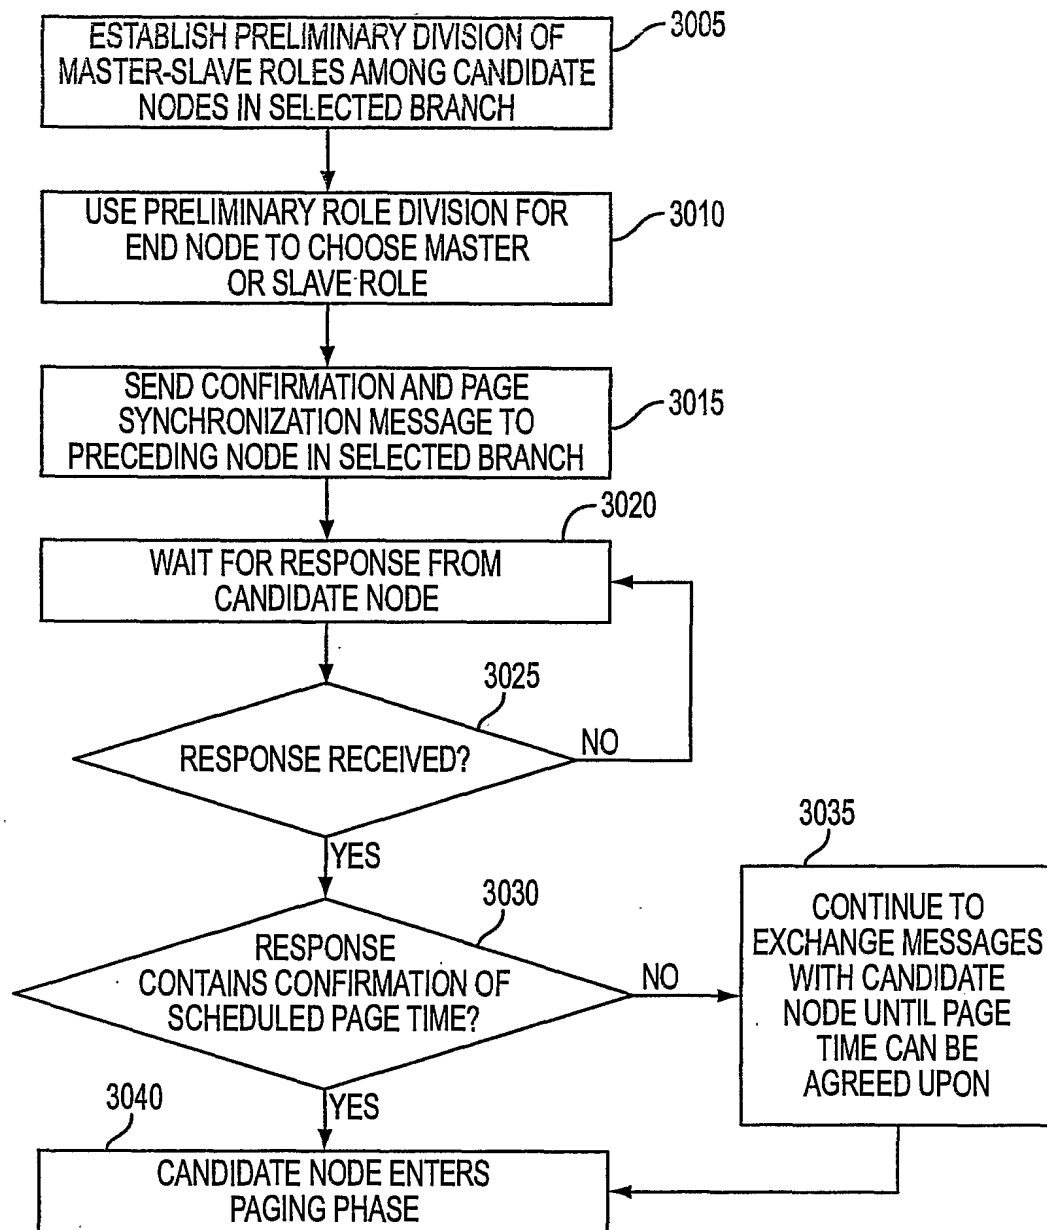 ESTABLISH PRELIMINARY DIVISION OF
MASTER-SLAVE ROLES AMONG CANDIDATE
NODES IN SELECTED BRANCH
3005
USE PRELIMINARY ROLE DIVISION FOR
END NODE TO CHOOSE MASTER
OR SLAVE ROLE
3010
SEND CONFIRMATION AND PAGE
SYNCHRONIZATION MESSAGE TO
PRECEDING NODE IN SELECTED BRANCH
3015
3020
WAIT FOR RESPONSE FROM
CANDIDATE NODE
3025
RESPONSE RECEIVED?
NO
YES
3030
RESPONSE
CONTAINS CONFIRMATION OF
SCHEDULED PAGE TIME?
NO
3035
CONTINUE TO
EXCHANGE MESSAGES
WITH CANDIDATE
NODE UNTIL PAGE
TIME CAN BE
AGREED UPON
YES
3040
CANDIDATE NODE ENTERS
PAGING PHASE